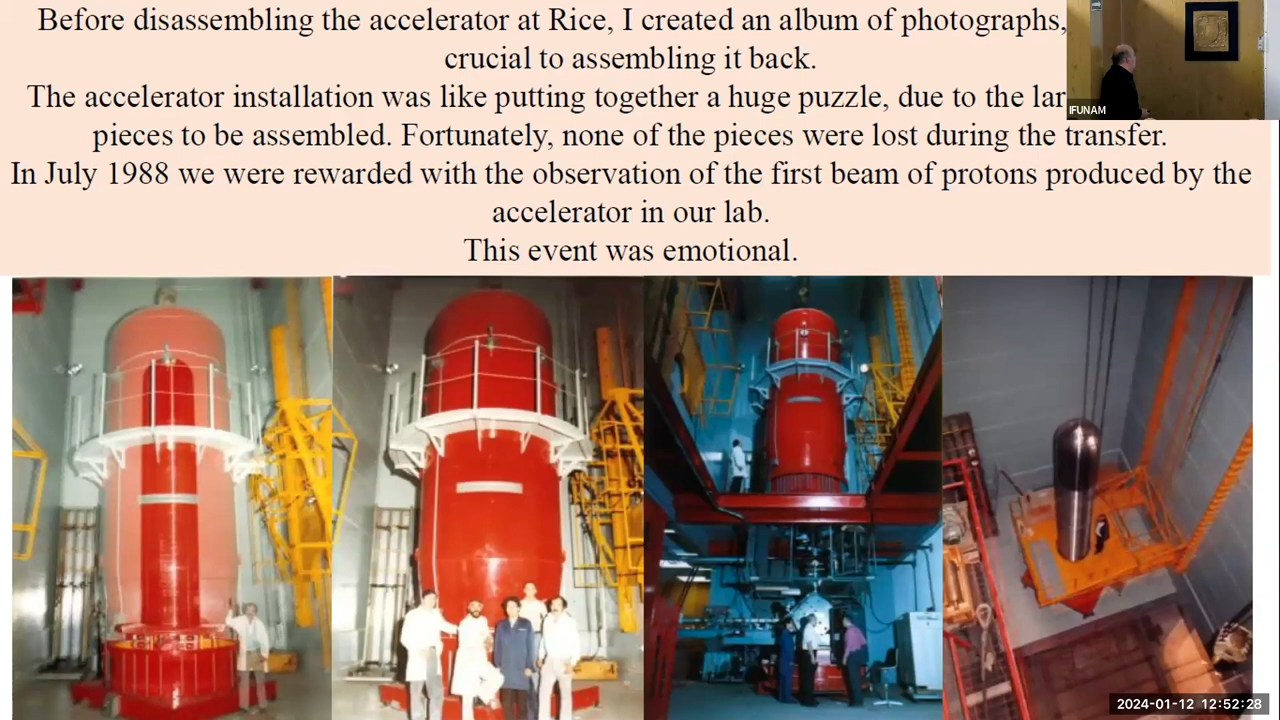 Before disassembling the accelerator at Rice, I created an album of photographs,
crucial to assembling it back.
The accelerator installation was like putting together a huge puzzle, due to the
pieces to be assembled. Fortunately, none of the pieces were lost during the transfer.
In July 1988 we were rewarded with the observation of the first beam of protons produced by the
accelerator in our lab.
This event was emotional.
IFUNAM
2024-01-12 12:52:28